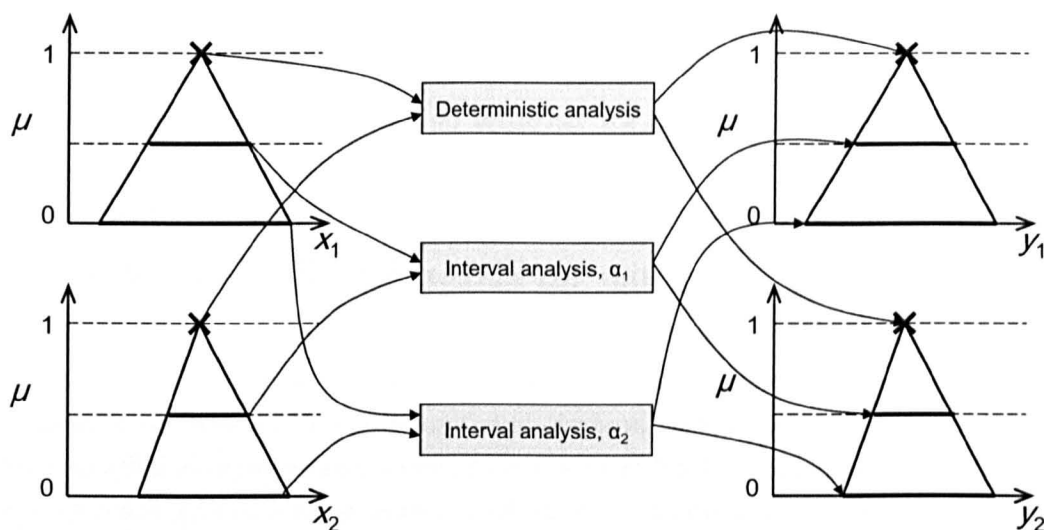 1
μ
0
x₁
1
μ
0
x₂
Deterministic analysis
Interval analysis, α₁
Interval analysis, α₂
1
μ
0
y₁
1
μ
0
y₂